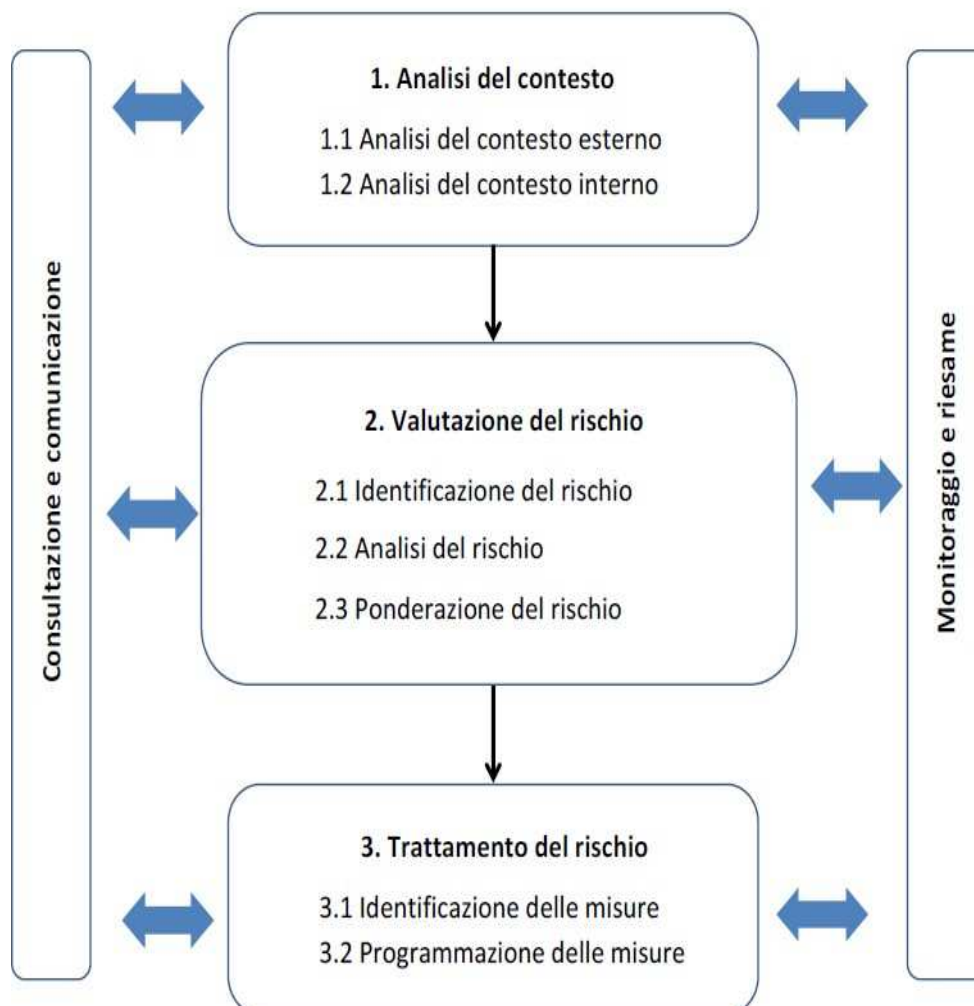 Consultazione e comunicazione
1. Analisi del contesto
1.1 Analisi del contesto esterno
1.2 Analisi del contesto interno
2. Valutazione del rischio
2.1 Identificazione del rischio
2.2 Analisi del rischio
2.3 Ponderazione del rischio
3. Trattamento del rischio
3.1 Identificazione delle misure
3.2 Programmazione delle misure
Monitoraggio e riesame